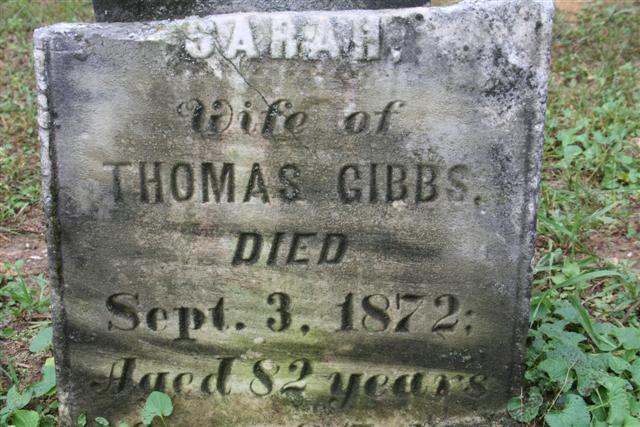 SARAH.
Wife of
THOMAS GIBBS.
DIED
Sept. 3, 1872;
Aged 82 years